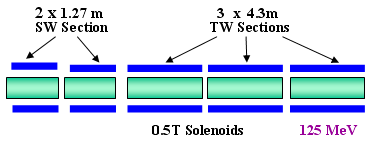 2 x 1.27 m
SW Section
3 x 4.3m
TW Sections
0.5T Solenoids
125 MeV